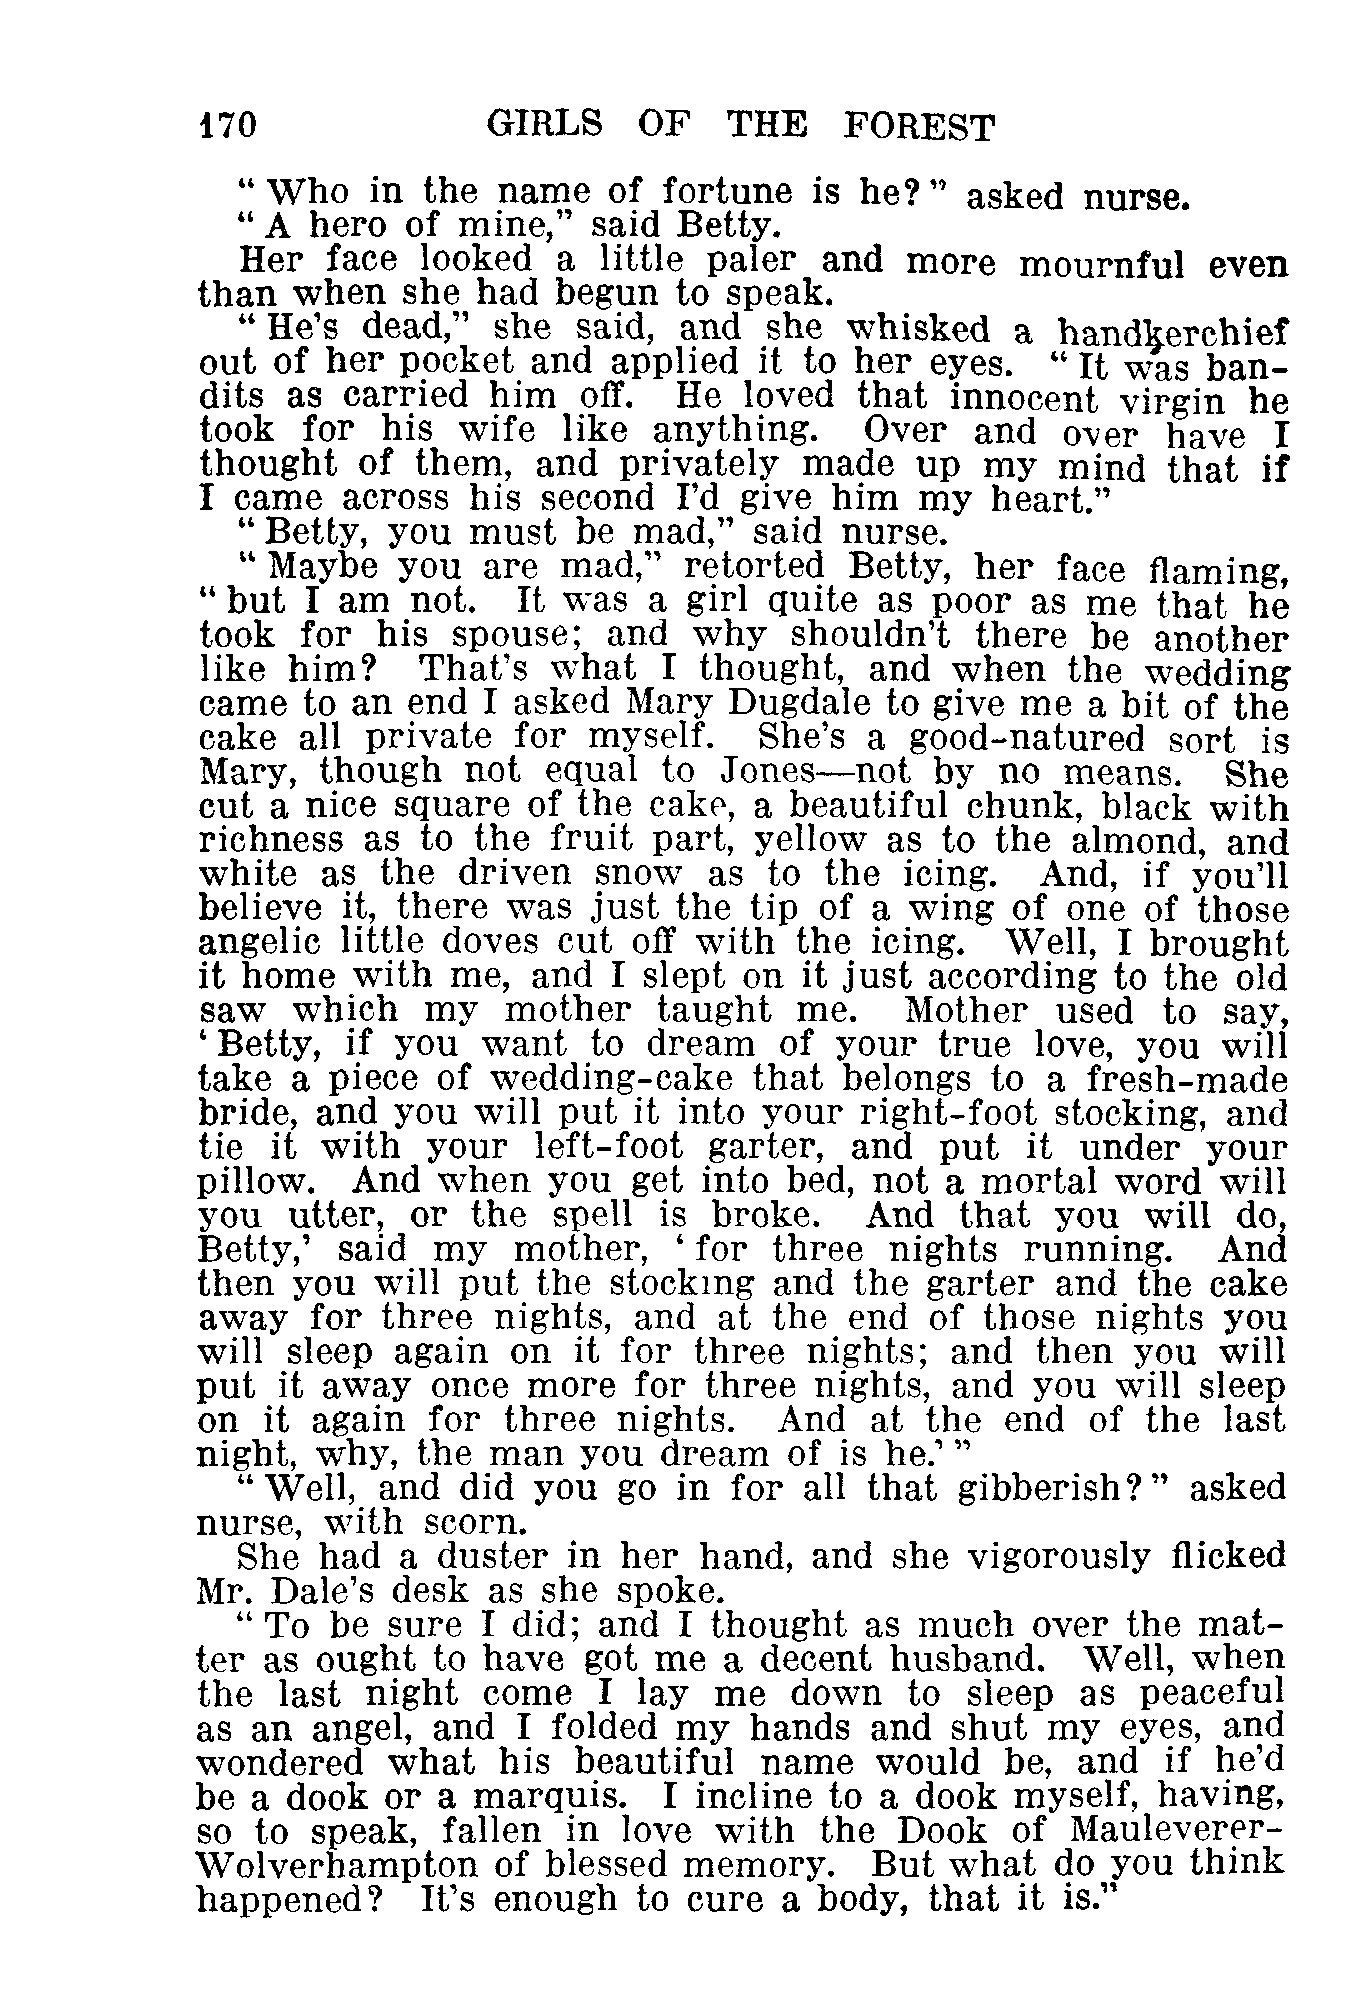 170 GIRLS OF THE FOREST
“Who in the name of fortune is he?” asked nurse.
“A hero of mine,” said Betty.
Her face looked a little paler and more mournful even
than when she had begun to speak.
“He’s dead,” she said, and she whisked a handkerchief
out of her pocket and applied it to her eyes. “It was ban-
dits as carried him off. He loved that innocent virgin he
took for his wife like anything. Over and over have I
thought of them, and privately made up my mind that if
I came across his second I’d give him my heart.”
“Betty, you must be mad,” said nurse.
“Maybe you are mad,” retorted Betty, her face flaming,
“but I am not. It was a girl quite as poor as me that he
took for his spouse; and why shouldn’t there be another
like him? That’s what I thought, and when the wedding
came to an end I asked Mary Dugdale to give me a bit of the
cake all private for myself. She’s a good-natured sort is
Mary, though not equal to Jones—not by no means. She
cut a nice square of the cake, a beautiful chunk, black with
richness as to the fruit part, yellow as to the almond, and
white as the driven snow as to the icing. And, if you’ll
believe it, there was just the tip of a wing of one of those
angelic little doves cut off with the icing. Well, I brought
it home with me, and I slept on it just according to the old
saw which my mother taught me. Mother used to say,
‘Betty, if you want to dream of your true love, you will
take a piece of wedding-cake that belongs to a fresh-made
bride, and you will put it into your right-foot stocking, and
tie it with your left-foot garter, and put it under your
pillow. And when you get into bed, not a mortal word will
you utter, or the spell is broke. And that you will do,
Betty,’ said my mother, ‘for three nights running. And
then you will put the stocking and the garter and the cake
away for three nights, and at the end of those nights you
will sleep again on it for three nights; and then you will
put it away once more for three nights, and you will sleep
on it again for three nights. And at the end of the last
night, why, the man you dream of is he.’”
“Well, and did you go in for all that gibberish?” asked
nurse, with scorn.
She had a duster in her hand, and she vigorously flicked
Mr. Dale’s desk as she spoke.
“To be sure I did; and I thought as much over the mat-
ter as ought to have got me a decent husband. Well, when
the last night come I lay me down to sleep as peaceful
as an angel, and I folded my hands and shut my eyes, and
wondered what his beautiful name would be, and if he’d
be a dook or a marquis. I incline to a dook myself, having,
so to speak, fallen in love with the Dook of Mauleverer-
Wolverhampton of blessed memory. But what do you think
happened? It’s enough to cure a body, that it is.”